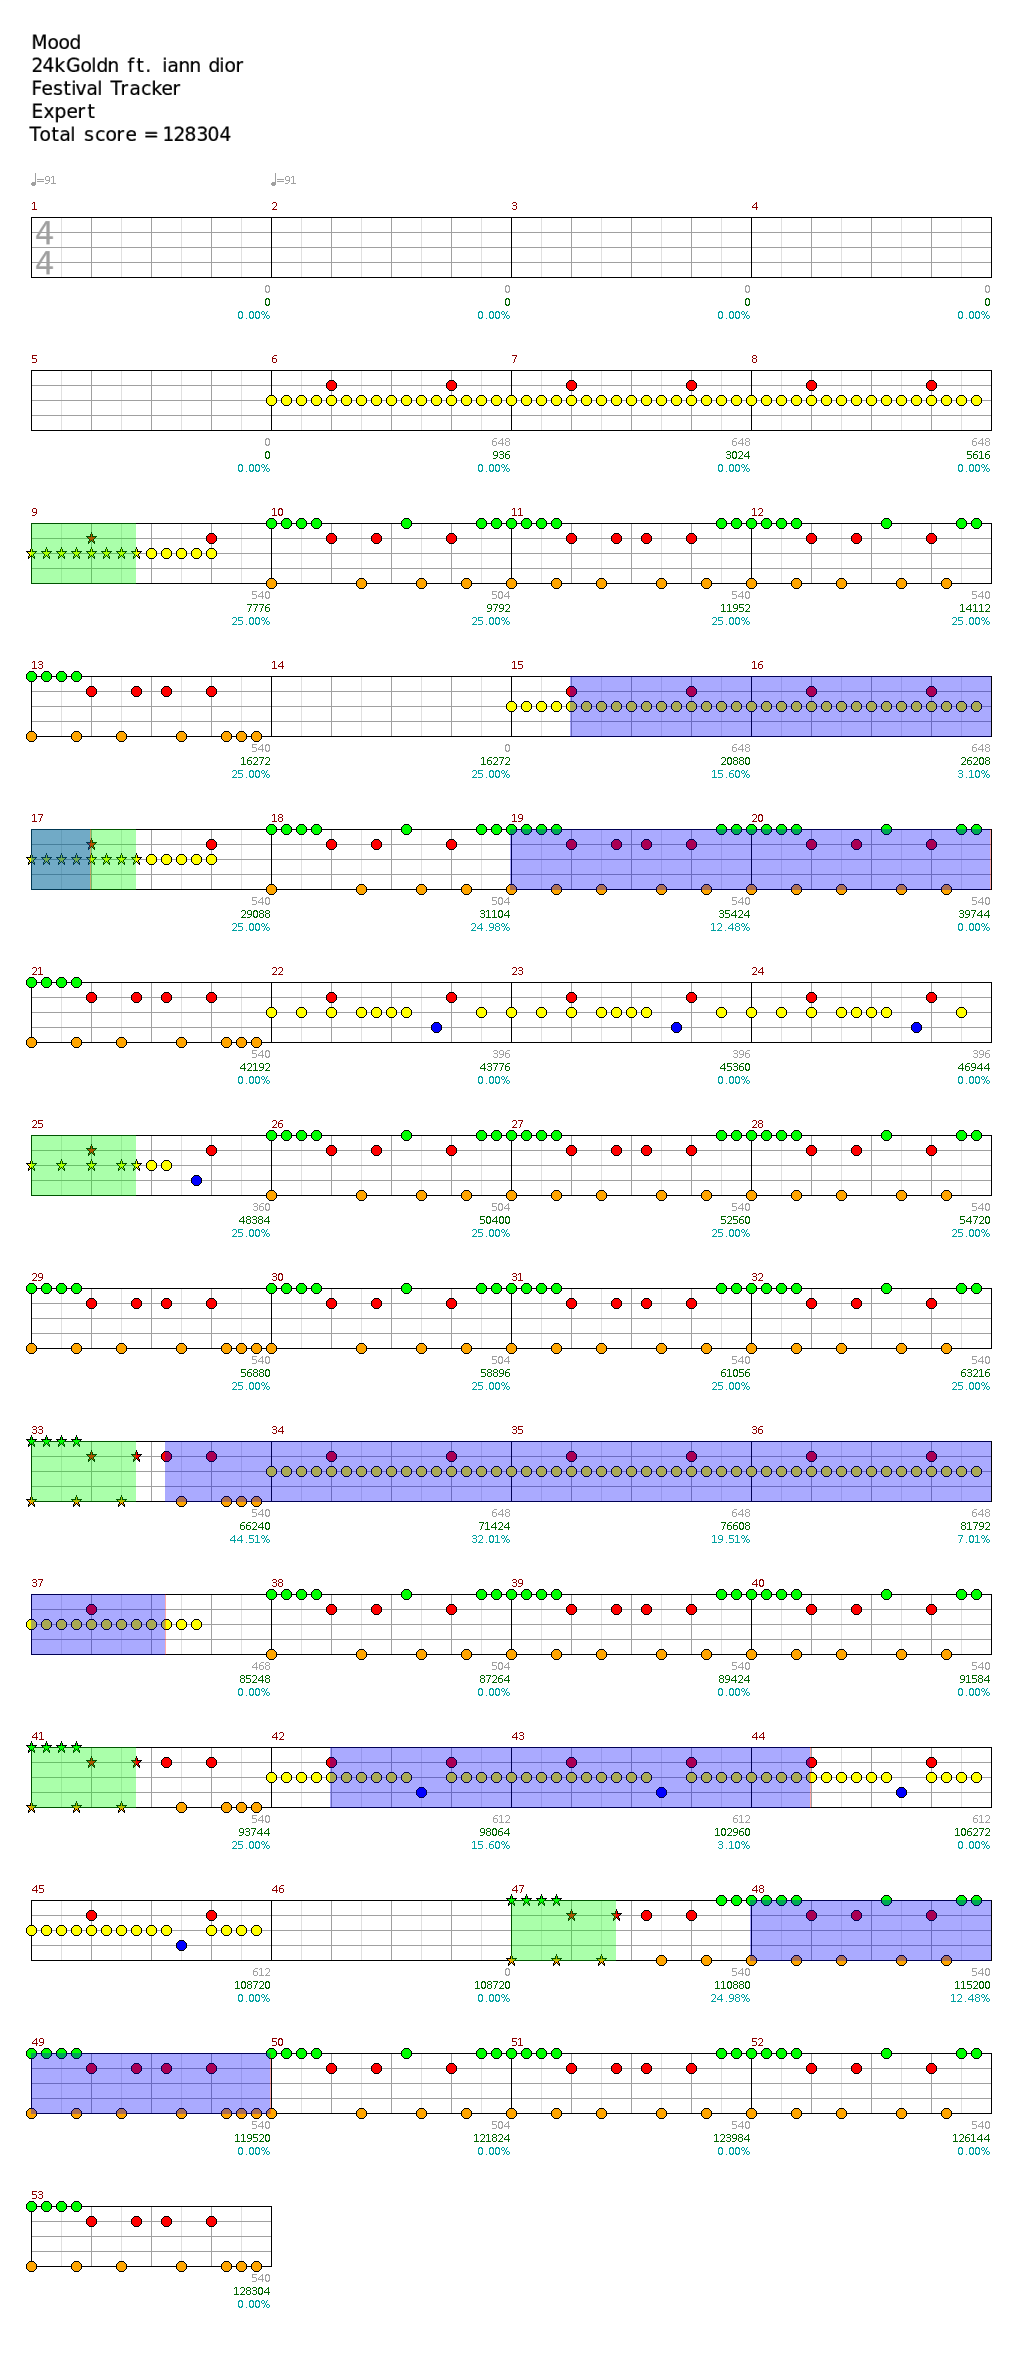 Mood
24kGoldn ft. iann dior
Festival Tracker
Expert
Total score = 128304
♩=91 ♩=91
1 2 3 4
4
4
0 0 0 0
0 0 0 0
0.00% 0.00% 0.00% 0.00%
5 6 7 8
0 648 648 648
0 936 3024 5616
0.00% 0.00% 0.00% 0.00%
9 10 11 12
540 504 540 540
7776 9792 11952 14112
25.00% 25.00% 25.00% 25.00%
13 14 15 16
540 0 648 648
16272 16272 20880 26208
25.00% 25.00% 15.60% 3.10%
17 18 19 20
540 504 540 540
29088 31104 35424 39744
25.00% 24.98% 12.48% 0.00%
21 22 23 24
540 396 396 396
42192 43776 45360 46944
0.00% 0.00% 0.00% 0.00%
25 26 27 28
360 504 540 540
48384 50400 52560 54720
25.00% 25.00% 25.00% 25.00%
29 30 31 32
540 504 540 540
56880 58896 61056 63216
25.00% 25.00% 25.00% 25.00%
33 34 35 36
540 648 648 648
66240 71424 76608 81792
44.51% 32.01% 19.51% 7.01%
37 38 39 40
468 504 540 540
85248 87264 89424 91584
0.00% 0.00% 0.00% 0.00%
41 42 43 44
540 612 612 612
93744 98064 102960 106272
25.00% 15.60% 3.10% 0.00%
45 46 47 48
612 0 540 540
108720 108720 110880 115200
0.00% 0.00% 24.98% 12.48%
49 50 51 52
540 504 540 540
119520 121824 123984 126144
0.00% 0.00% 0.00% 0.00%
53
540
128304
0.00%